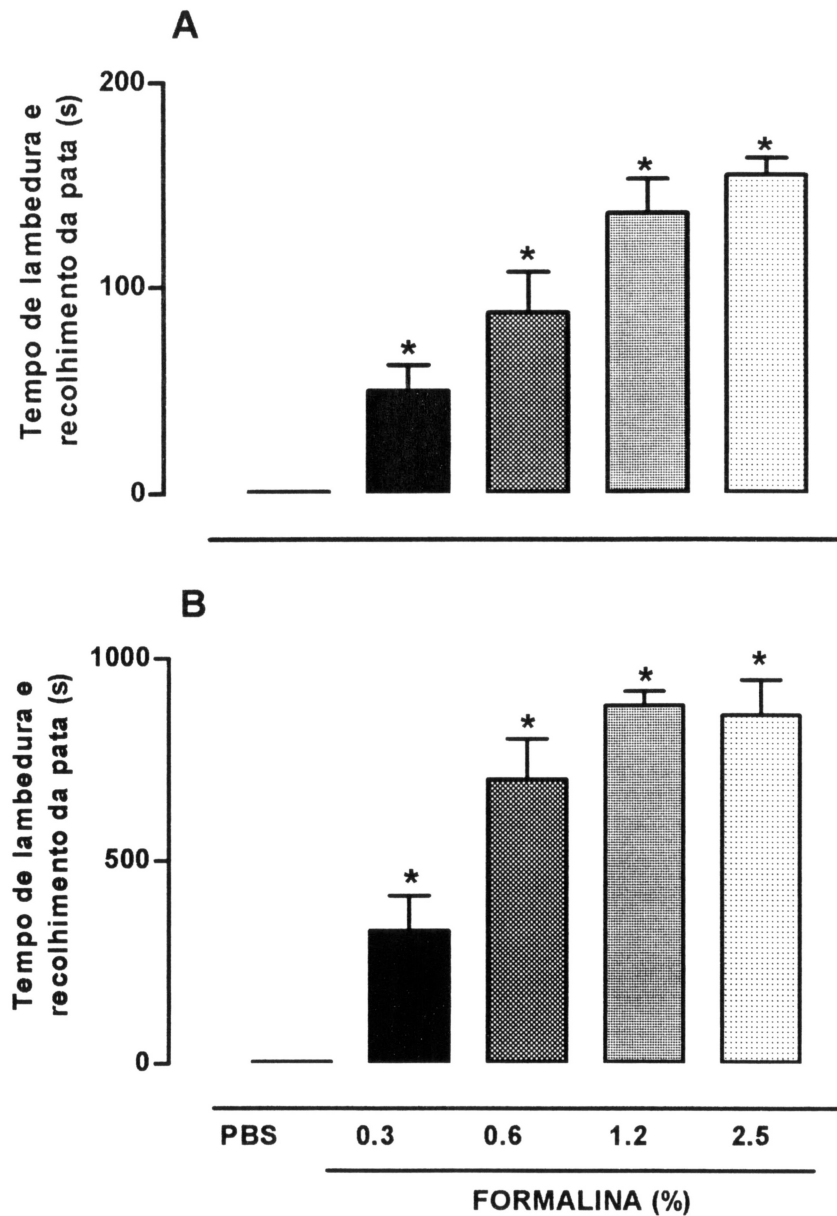 A
Tempo de lambedura e
recolhimento da pata (s)
200
100
0
*
*
*
*
B
Tempo de lambedura e
recolhimento da pata (s)
1000
500
0
*
*
*
*
PBS 0.3 0.6 1.2 2.5
FORMALINA (%)